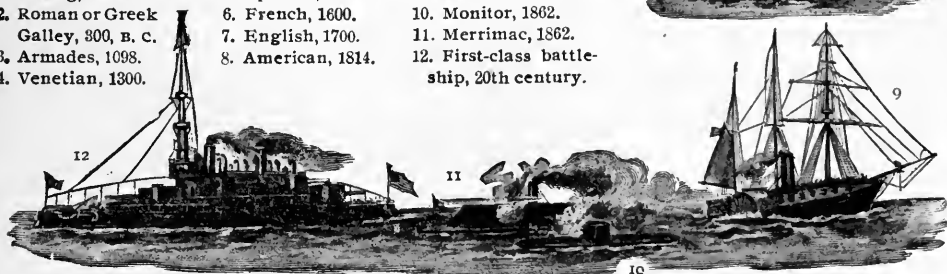 2. Roman or Greek
Galley, 300, B. C.
3. Armades, 1098.
4. Venetian, 1300.
6. French, 1600.
7. English, 1700.
8. American, 1814.
10. Monitor, 1862.
11. Merrimac, 1862.
12. First-class battle-
ship, 20th century.
9
12
11
10